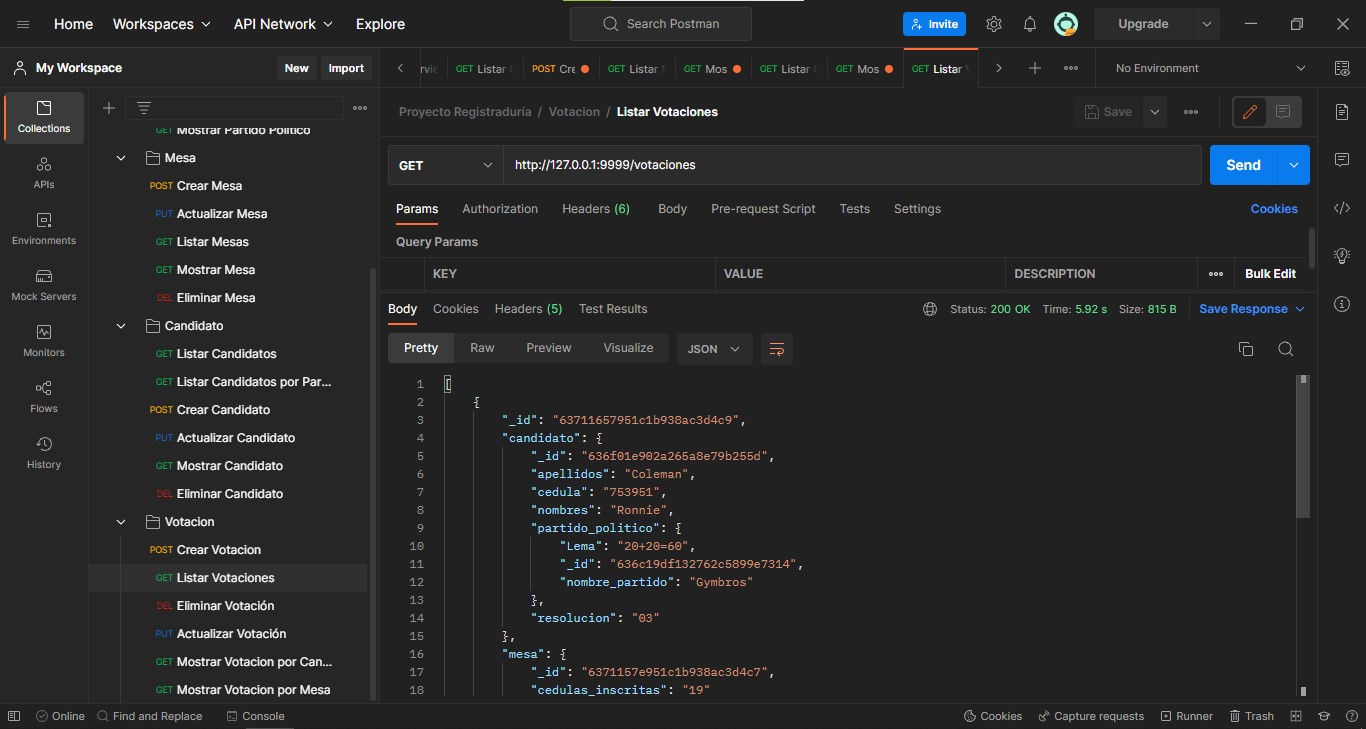 Home Workspaces API Network Explore Search Postman Invite Upgrade
My Workspace New Import
GET Listar POST Cre GET Listar GET Mos GET Listar GET Mos GET Listar No Environment
Collections
APIs
Environments
Mock Servers
Monitors
Flows
History
GET Mostrar Partido Politico
Mesa
POST Crear Mesa
PUT Actualizar Mesa
GET Listar Mesas
GET Mostrar Mesa
DEL Eliminar Mesa
Candidato
GET Listar Candidatos
GET Listar Candidatos por Par...
POST Crear Candidato
PUT Actualizar Candidato
GET Mostrar Candidato
DEL Eliminar Candidato
Votacion
POST Crear Votacion
GET Listar Votaciones
DEL Eliminar Votación
PUT Actualizar Votación
GET Mostrar Votacion por Can...
GET Mostrar Votacion por Mesa
Proyecto Registraduría / Votacion / Listar Votaciones Save
GET http://127.0.0.1:9999/votaciones Send
Params Authorization Headers (6) Body Pre-request Script Tests Settings Cookies
Query Params
KEY VALUE DESCRIPTION Bulk Edit
Body Cookies Headers (5) Test Results Status: 200 OK Time: 5.92 s Size: 815 B Save Response
Pretty Raw Preview Visualize JSON
1 [
2 {
3 "_id": "63711657951c1b938ac3d4c9",
4 "candidato": {
5 "_id": "636f01e902a265a8e79b255d",
6 "apellidos": "Coleman",
7 "cedula": "753951",
8 "nombres": "Ronnie",
9 "partido_politico": {
10 "Lema": "20+20=60",
11 "_id": "636c19df132762c5899e7314",
12 "nombre_partido": "Gymbros"
13 },
14 "resolucion": "03"
15 },
16 "mesa": {
17 "_id": "6371157e951c1b938ac3d4c7",
18 "cedulas_inscritas": "19"
Online Find and Replace Console Cookies Capture requests Runner Trash